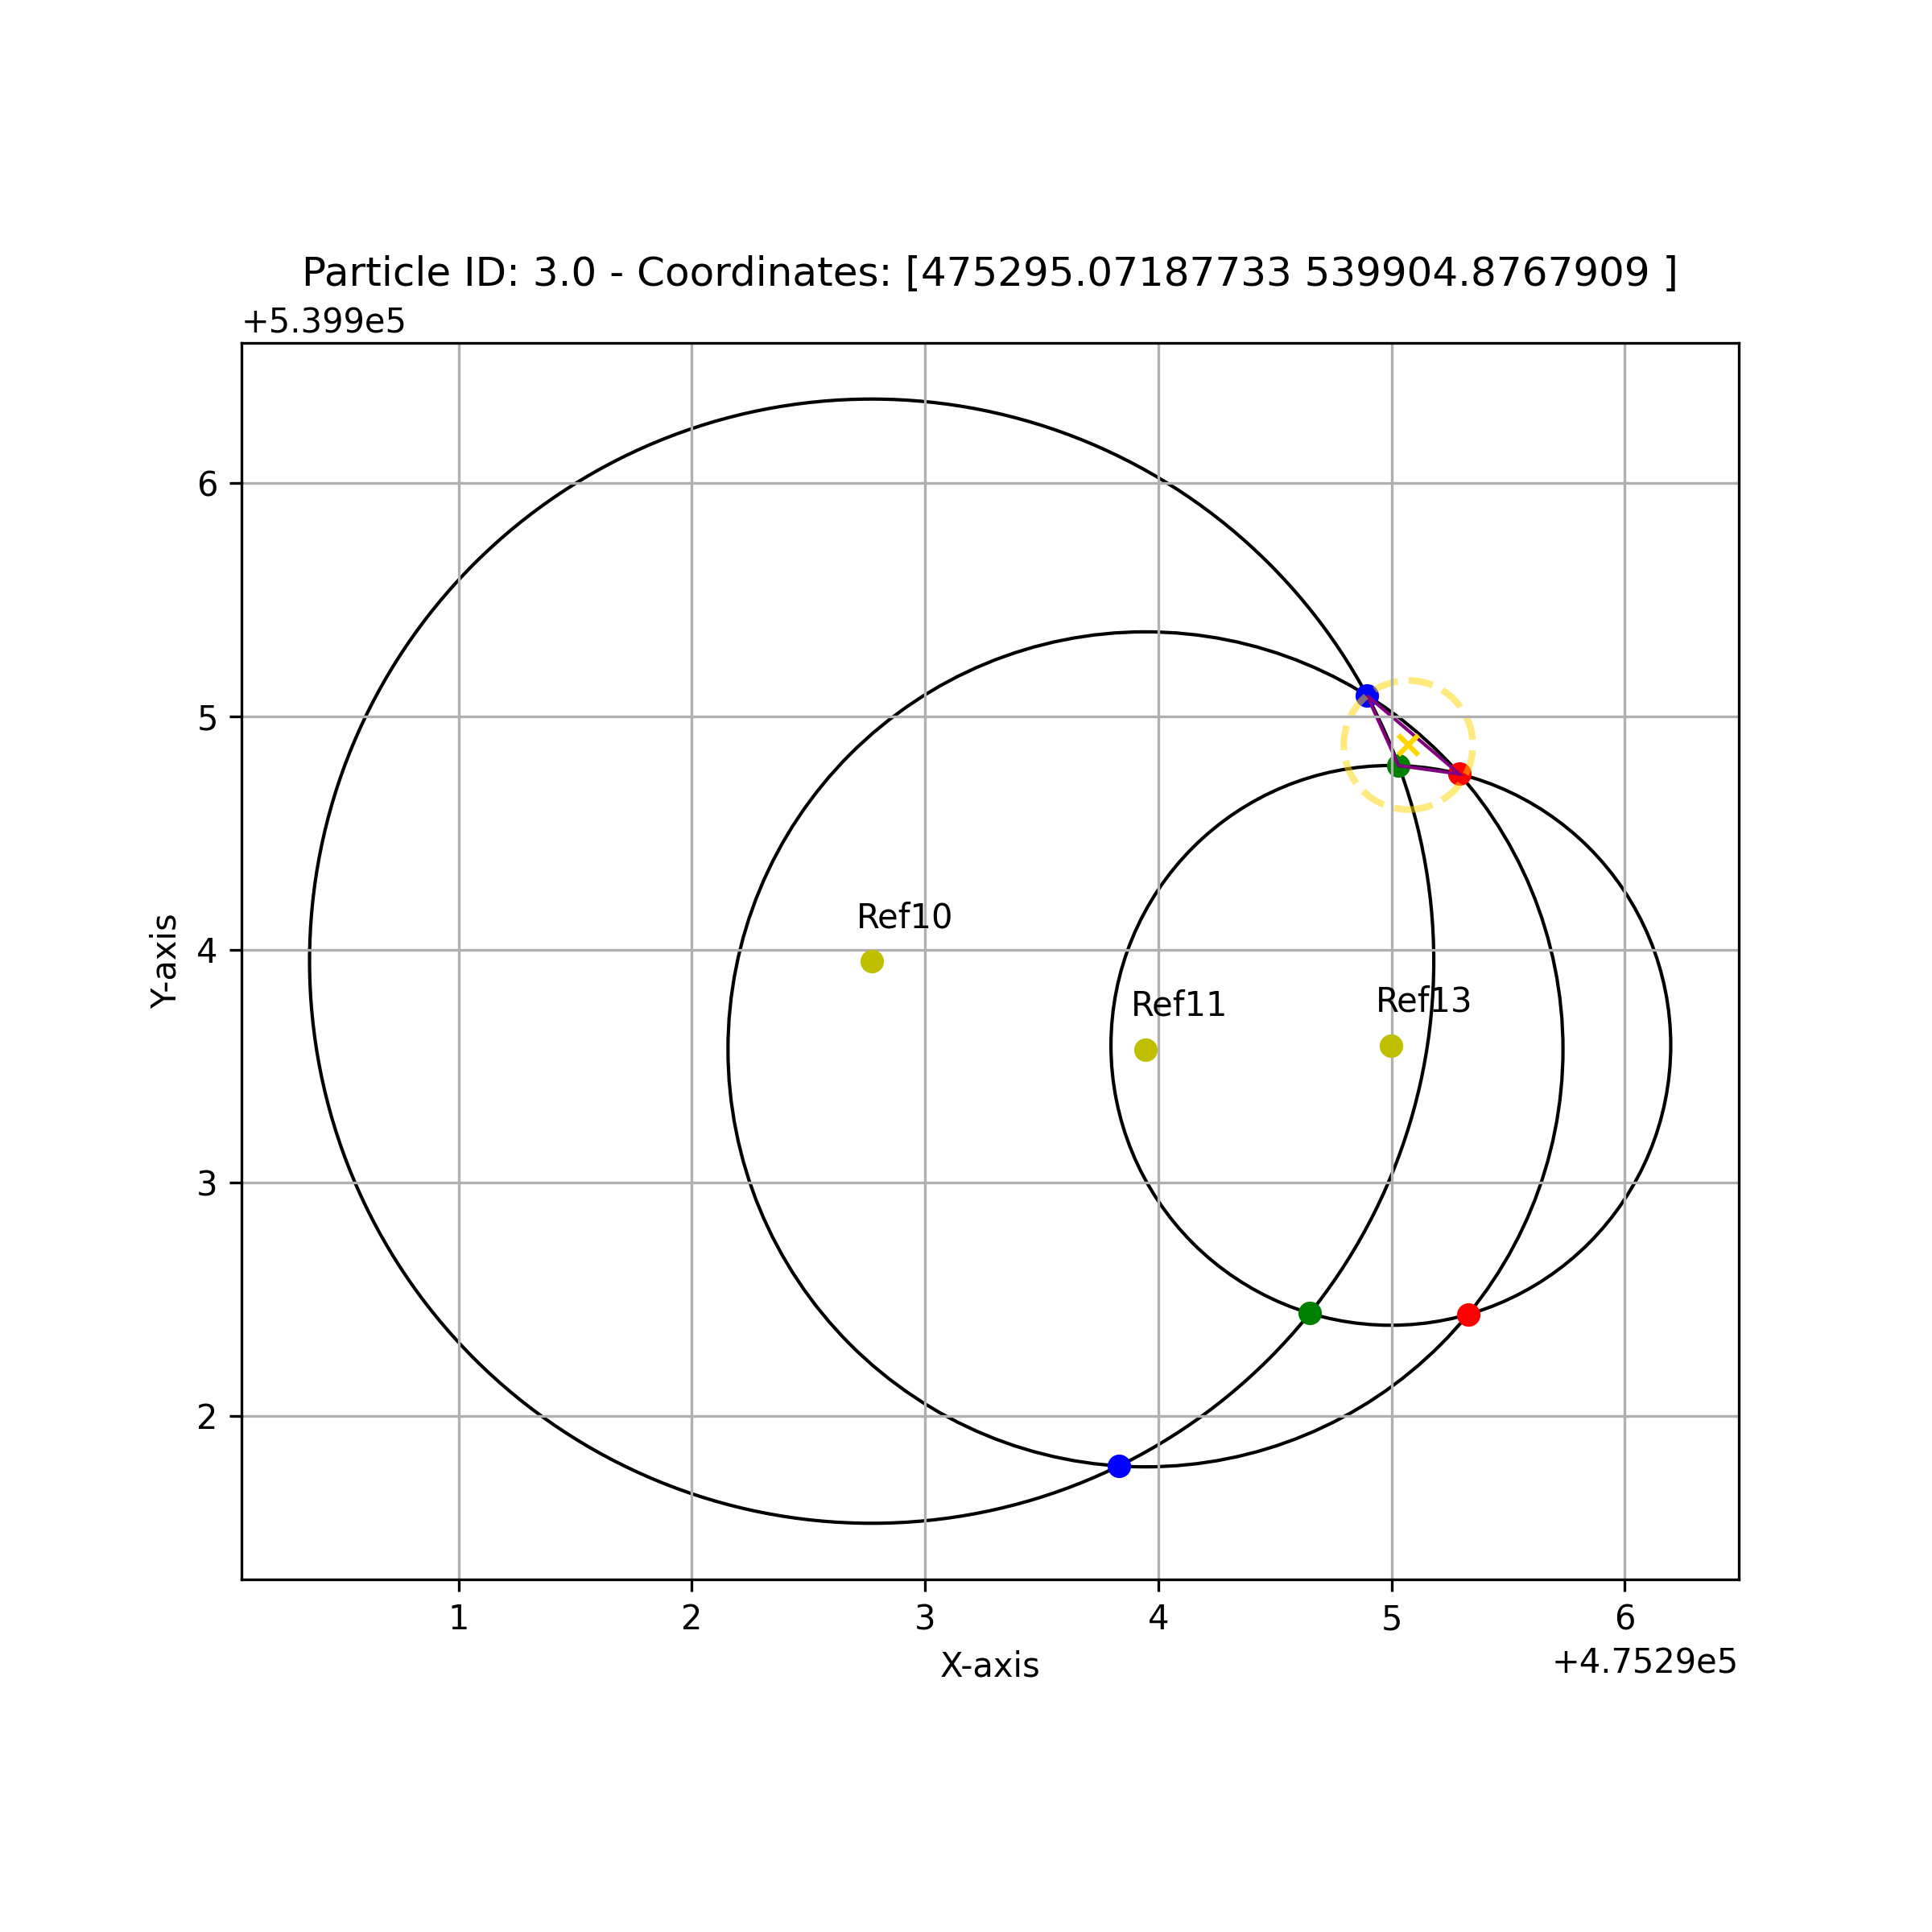 Particle ID: 3.0 - Coordinates: [475295.07187733 539904.8767909 ]
+5.399e5
6
5
Ref10
4
Y-axis
Ref11
Ref13
3
2
1 2 3 4 5 6
X-axis
+4.7529e5